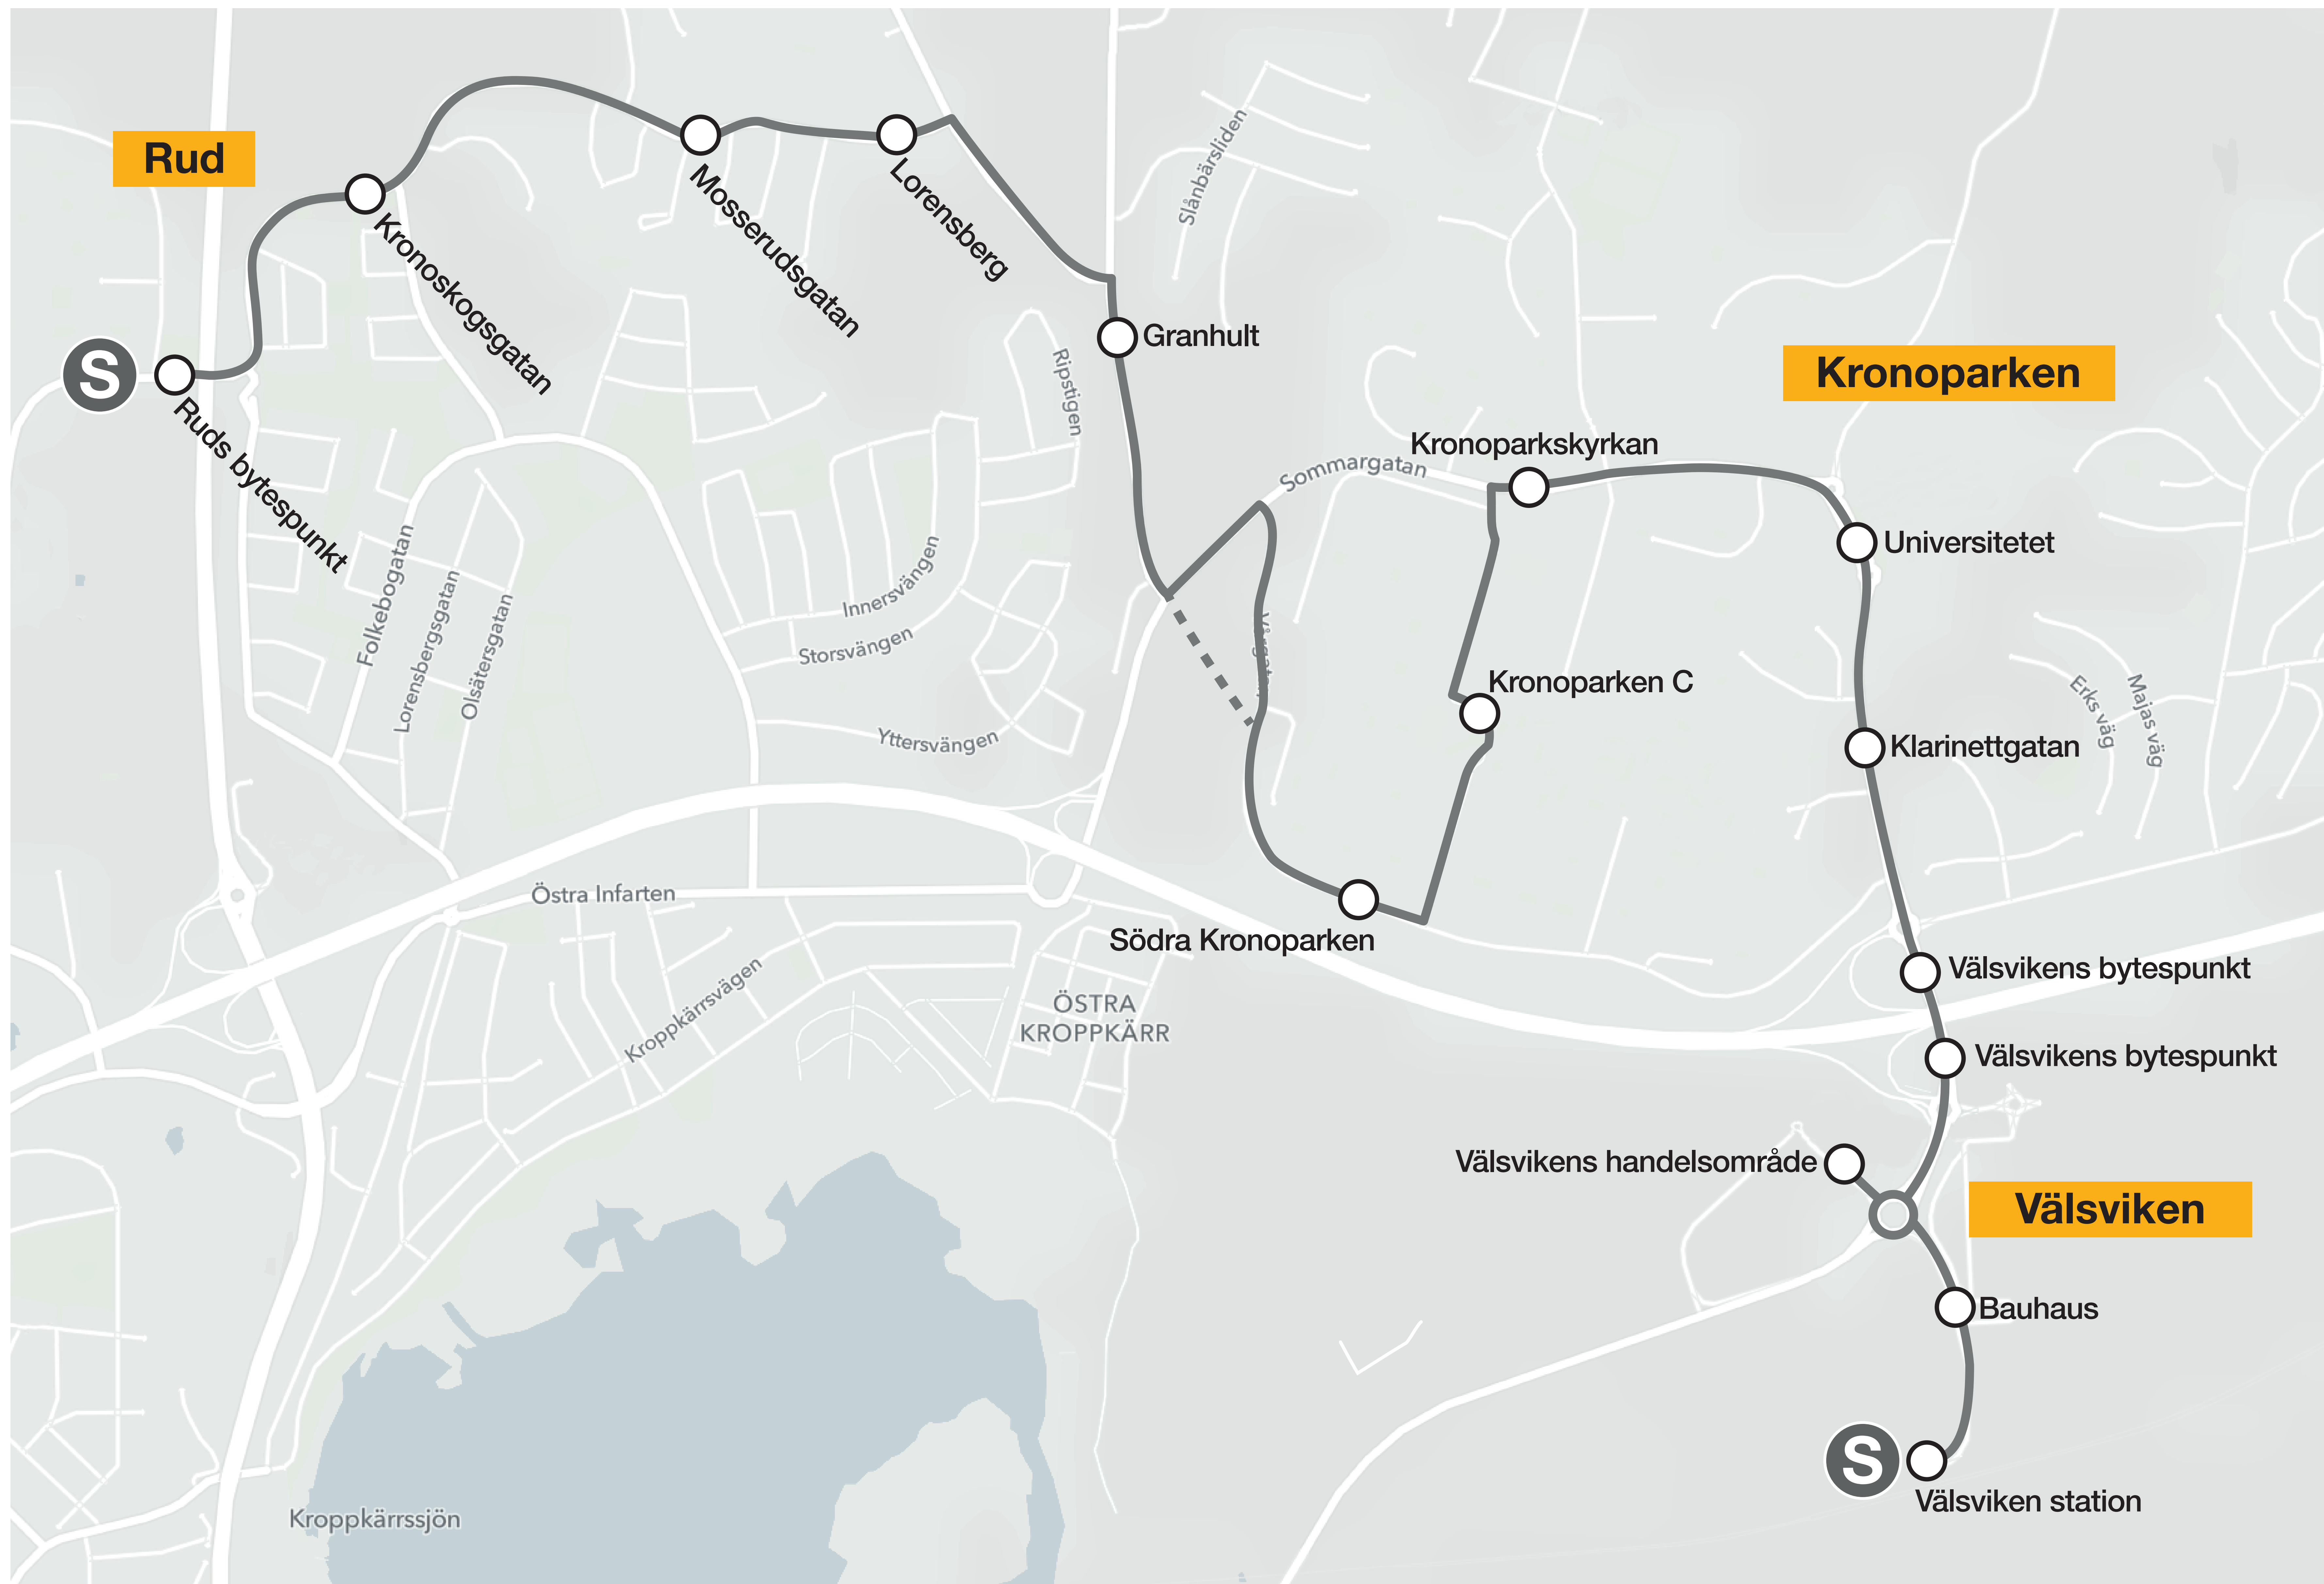 Rud
S
Ruds bytespunkt
Kronoskogsgatan
Mosserudsgatan
Lorensberg
Slånbärsliden
Granhult
Ripstigen
Kronoparken
Kronoparkskyrkan
Sommargatan
Universitetet
Folkebogatan
Lorensbergsgatan
Olsätersgatan
Innersvängen
Storsvängen
Yttersvängen
Vårgatan
Kronoparken C
Klarinettgatan
Erks väg
Majas väg
Östra Infarten
Södra Kronoparken
Kroppkärrsvägen
ÖSTRA
KROPPKÄRR
Välsvikens bytespunkt
Välsvikens bytespunkt
Välsvikens handelsområde
Välsviken
Bauhaus
S
Välsviken station
Kroppkärrssjön